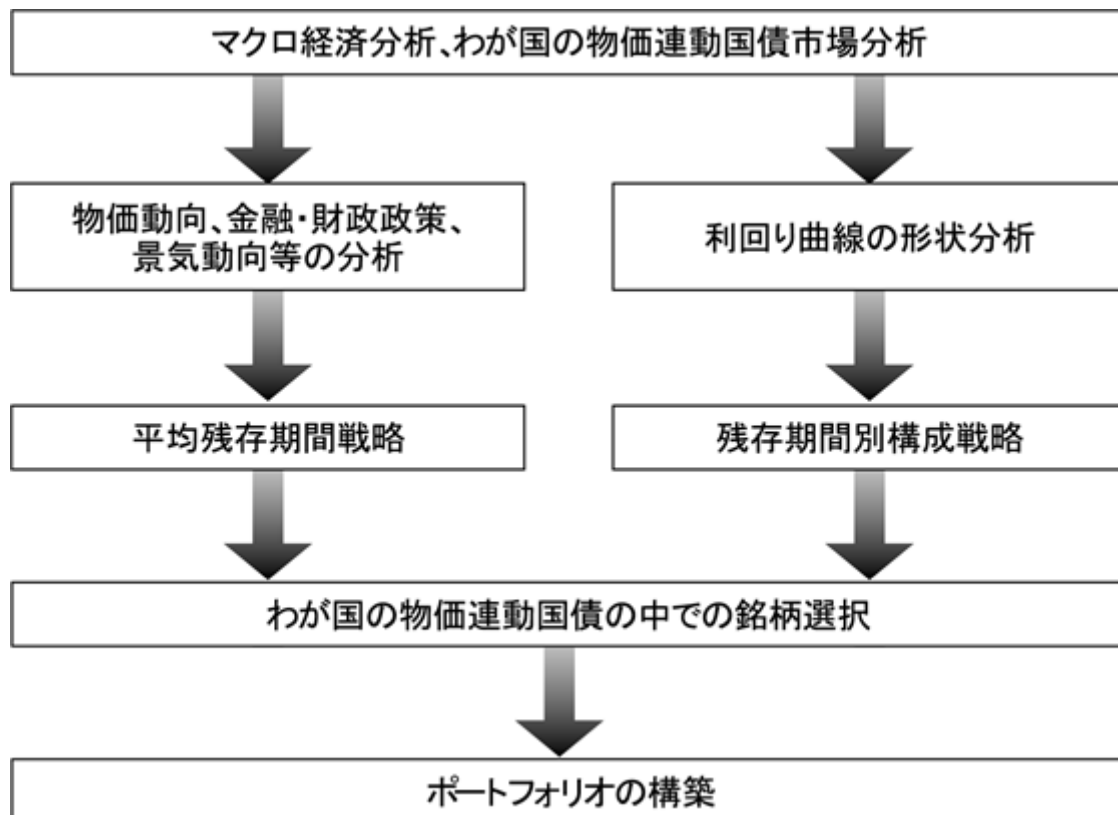 マクロ経済分析、わが国の物価連動国債市場分析
物価動向、金融・財政政策、
景気動向等の分析
利回り曲線の形状分析
平均残存期間戦略
残存期間別構成戦略
わが国の物価連動国債の中での銘柄選択
ポートフォリオの構築